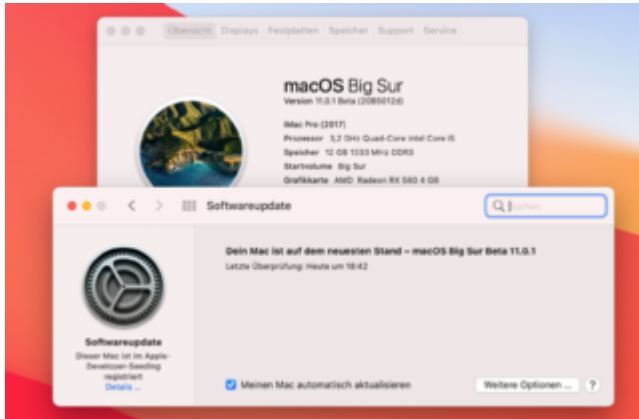 Übersicht Displays Festplatten Speicher Support Service
macOS Big Sur
Version 11.0.1 Beta (20B5012d)
iMac Pro (2017)
Prozessor 3,2 GHz Quad-Core Intel Core i5
Speicher 12 GB 1333 MHz DDR3
Startvolume Big Sur
Grafikkarte AMD Radeon RX 560 4 GB
Softwareupdate
Suchen
Dein Mac ist auf dem neuesten Stand – macOS Big Sur Beta 11.0.1
Letzte Überprüfung: Heute um 18:42
Softwareupdate
Dieser Mac ist im Apple-
Developer-Seeding
registriert
Details ...
Meinen Mac automatisch aktualisieren
Weitere Optionen ...
?